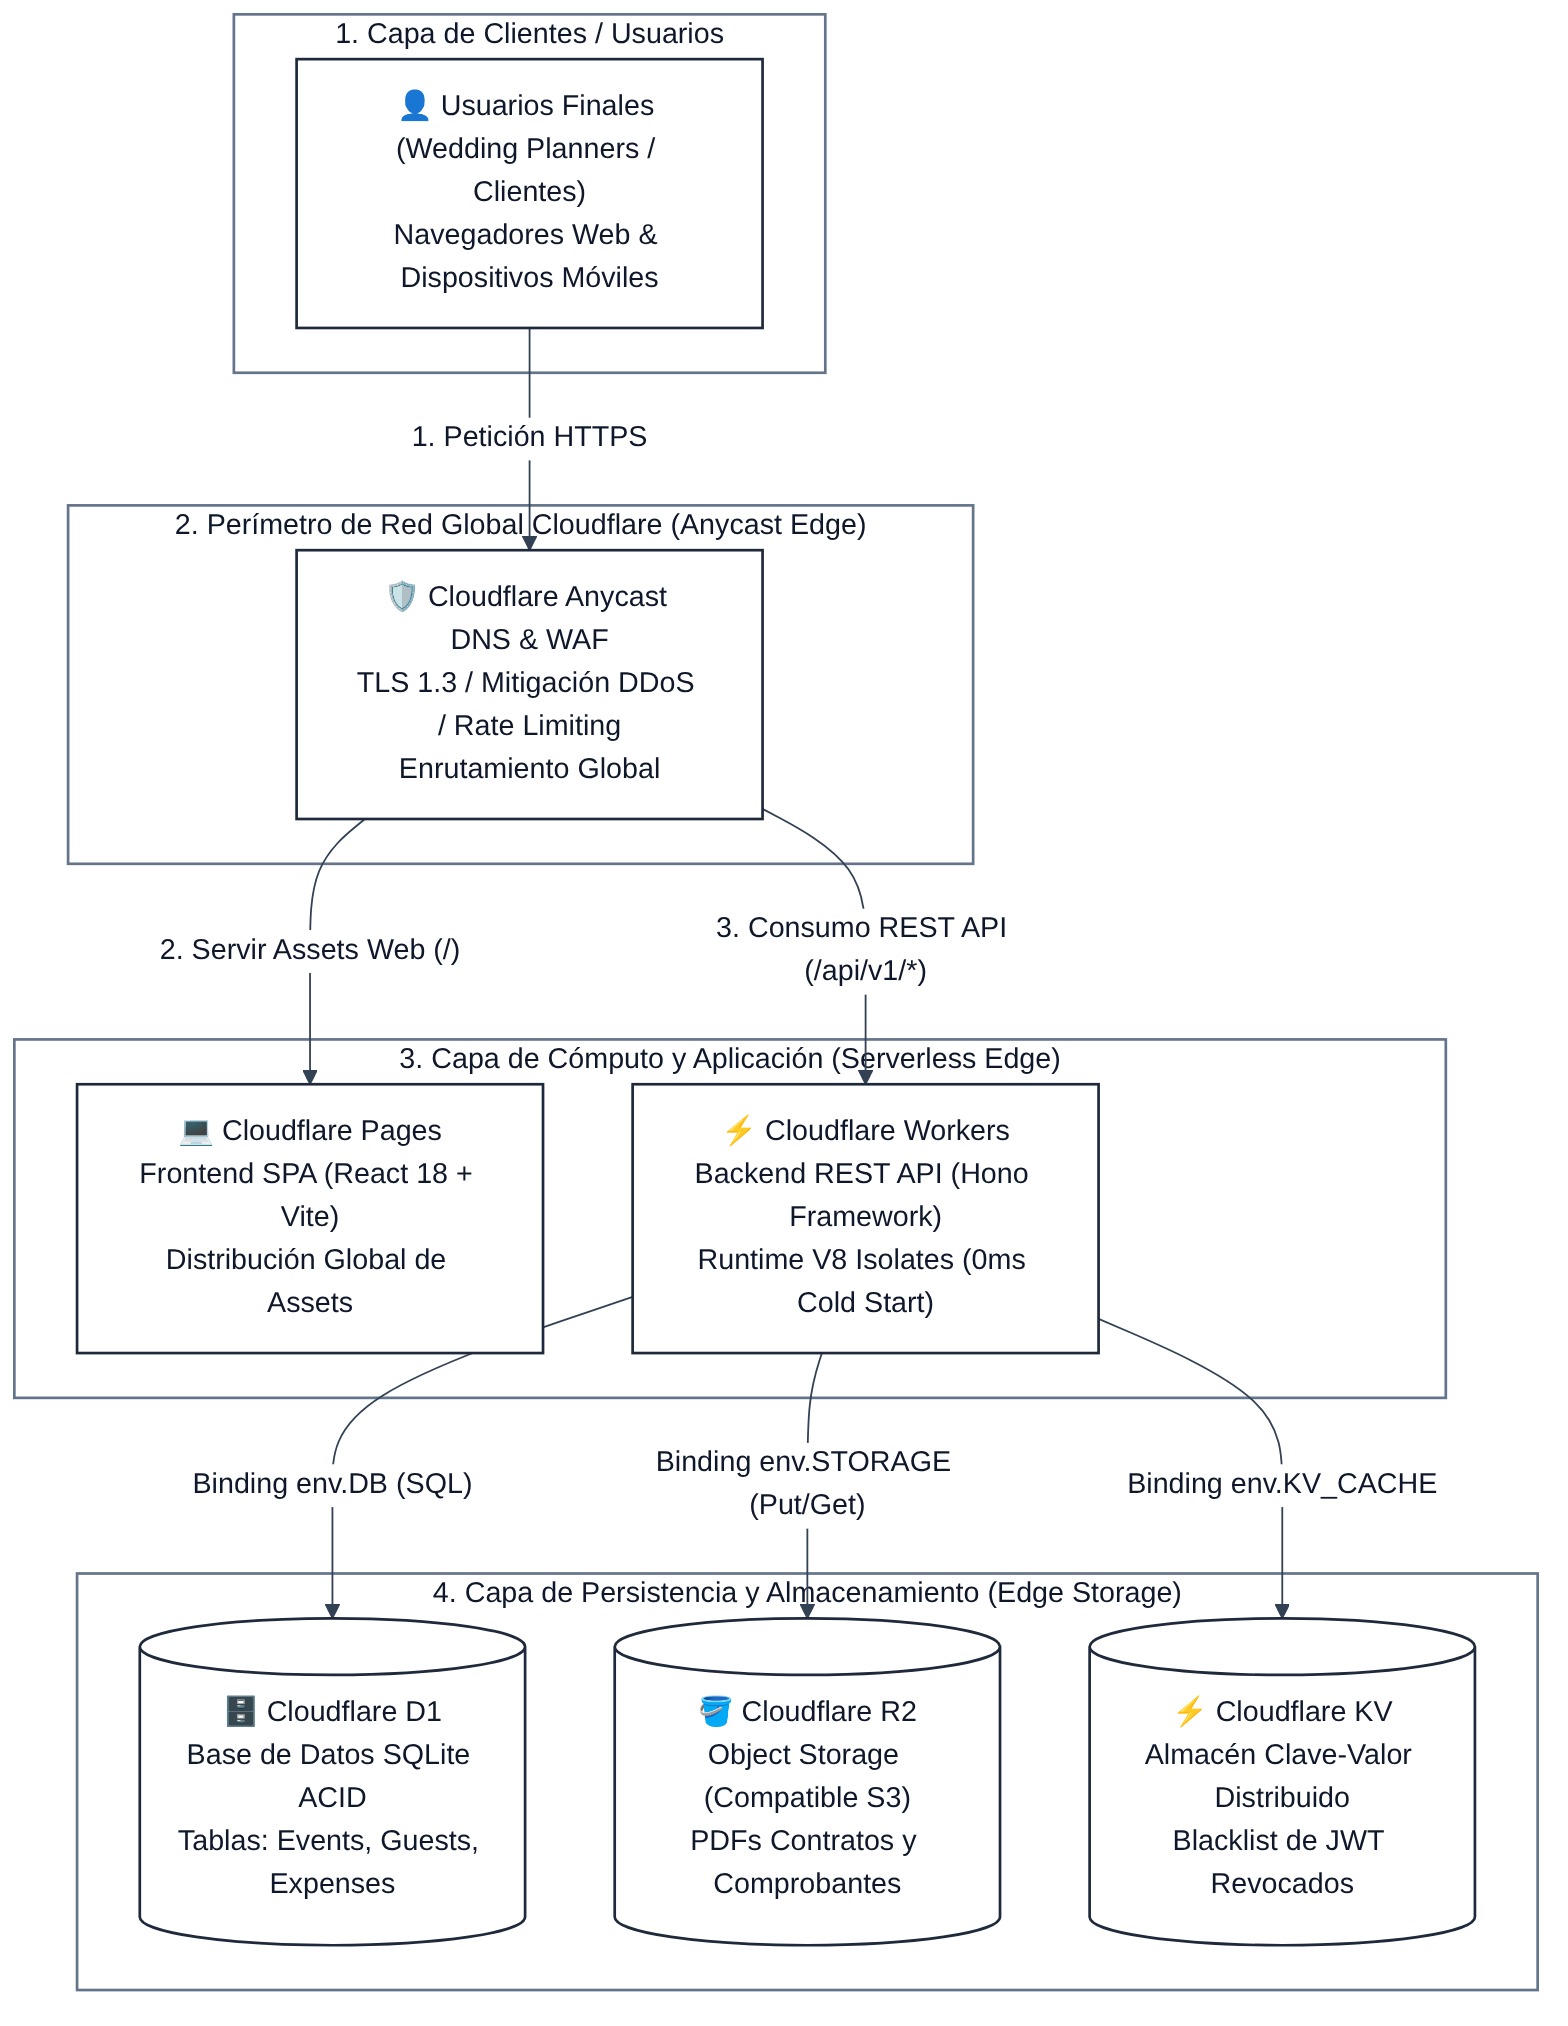 1. Capa de Clientes / Usuarios
👤 Usuarios Finales
(Wedding Planners /
Clientes)
Navegadores Web &
Dispositivos Móviles
1. Petición HTTPS
2. Perímetro de Red Global Cloudflare (Anycast Edge)
🛡️ Cloudflare Anycast
DNS & WAF
TLS 1.3 / Mitigación DDoS
/ Rate Limiting
Enrutamiento Global
2. Servir Assets Web (/)
3. Consumo REST API
(/api/v1/*)
3. Capa de Cómputo y Aplicación (Serverless Edge)
💻 Cloudflare Pages
Frontend SPA (React 18 +
Vite)
Distribución Global de
Assets
⚡ Cloudflare Workers
Backend REST API (Hono
Framework)
Runtime V8 Isolates (0ms
Cold Start)
Binding env.DB (SQL)
Binding env.STORAGE
(Put/Get)
Binding env.KV_CACHE
4. Capa de Persistencia y Almacenamiento (Edge Storage)
🗄️ Cloudflare D1
Base de Datos SQLite
ACID
Tablas: Events, Guests,
Expenses
🪣 Cloudflare R2
Object Storage
(Compatible S3)
PDFs Contratos y
Comprobantes
⚡ Cloudflare KV
Almacén Clave-Valor
Distribuido
Blacklist de JWT
Revocados